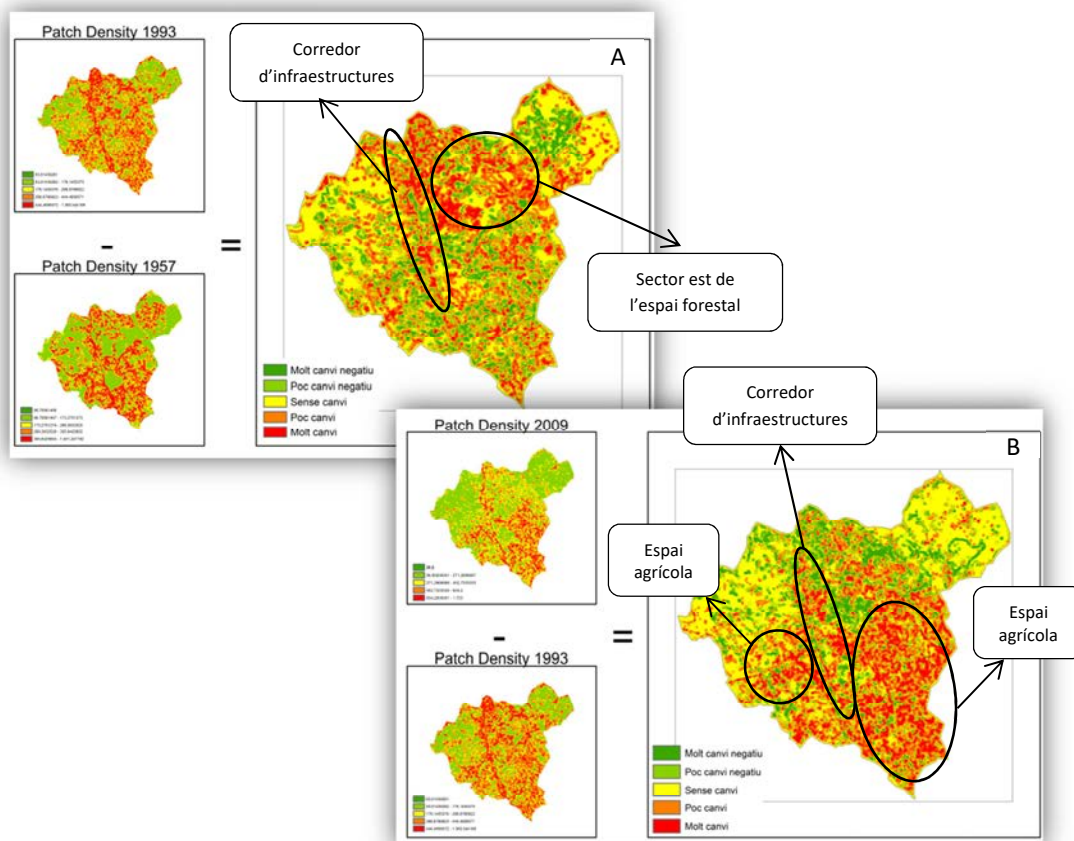 Patch Density 1993
-
Patch Density 1957
=
A
Corredor
d’infraestructures
Sector est de
l’espai forestal
Molt canvi negatiu
Poc canvi negatiu
Sense canvi
Poc canvi
Molt canvi
Patch Density 2009
-
Patch Density 1993
=
B
Corredor
d’infraestructures
Espai
agrícola
Espai
agrícola
Molt canvi negatiu
Poc canvi negatiu
Sense canvi
Poc canvi
Molt canvi